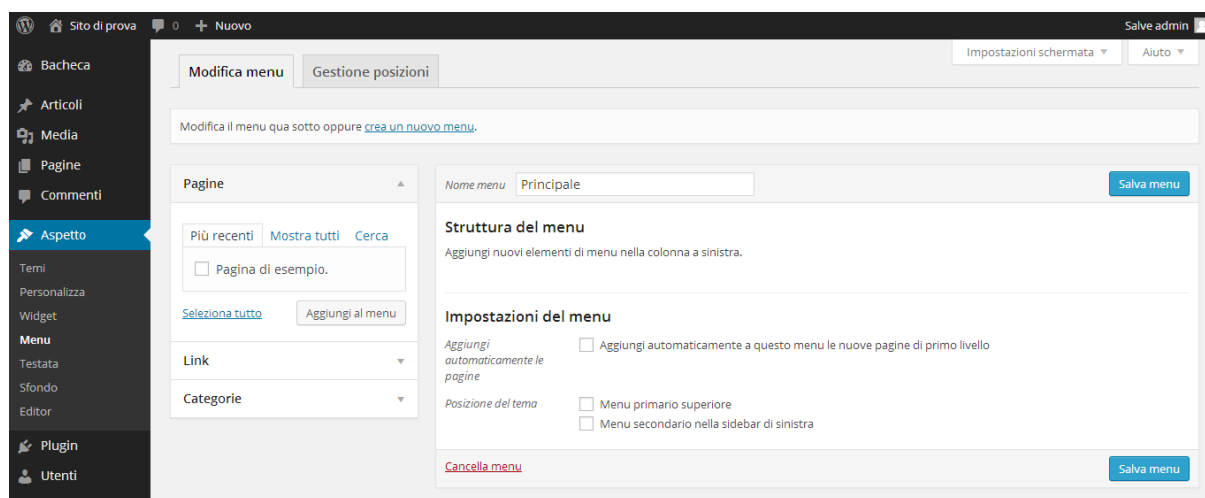 Sito di prova 0 + Nuovo Salve admin
Impostazioni schermata Aiuto
Bacheca
Articoli
Media
Pagine
Commenti
Aspetto
Temi
Personalizza
Widget
Menu
Testata
Sfondo
Editor
Plugin
Utenti
Modifica menu Gestione posizioni
Modifica il menu qua sotto oppure crea un nuovo menu.
Pagine
Più recenti Mostra tutti Cerca
Pagina di esempio.
Seleziona tutto Aggiungi al menu
Link
Categorie
Nome menu Principale Salva menu
Struttura del menu
Aggiungi nuovi elementi di menu nella colonna a sinistra.
Impostazioni del menu
Aggiungi
automaticamente le
pagine
Aggiungi automaticamente a questo menu le nuove pagine di primo livello
Posizione del tema
Menu primario superiore
Menu secondario nella sidebar di sinistra
Cancella menu Salva menu